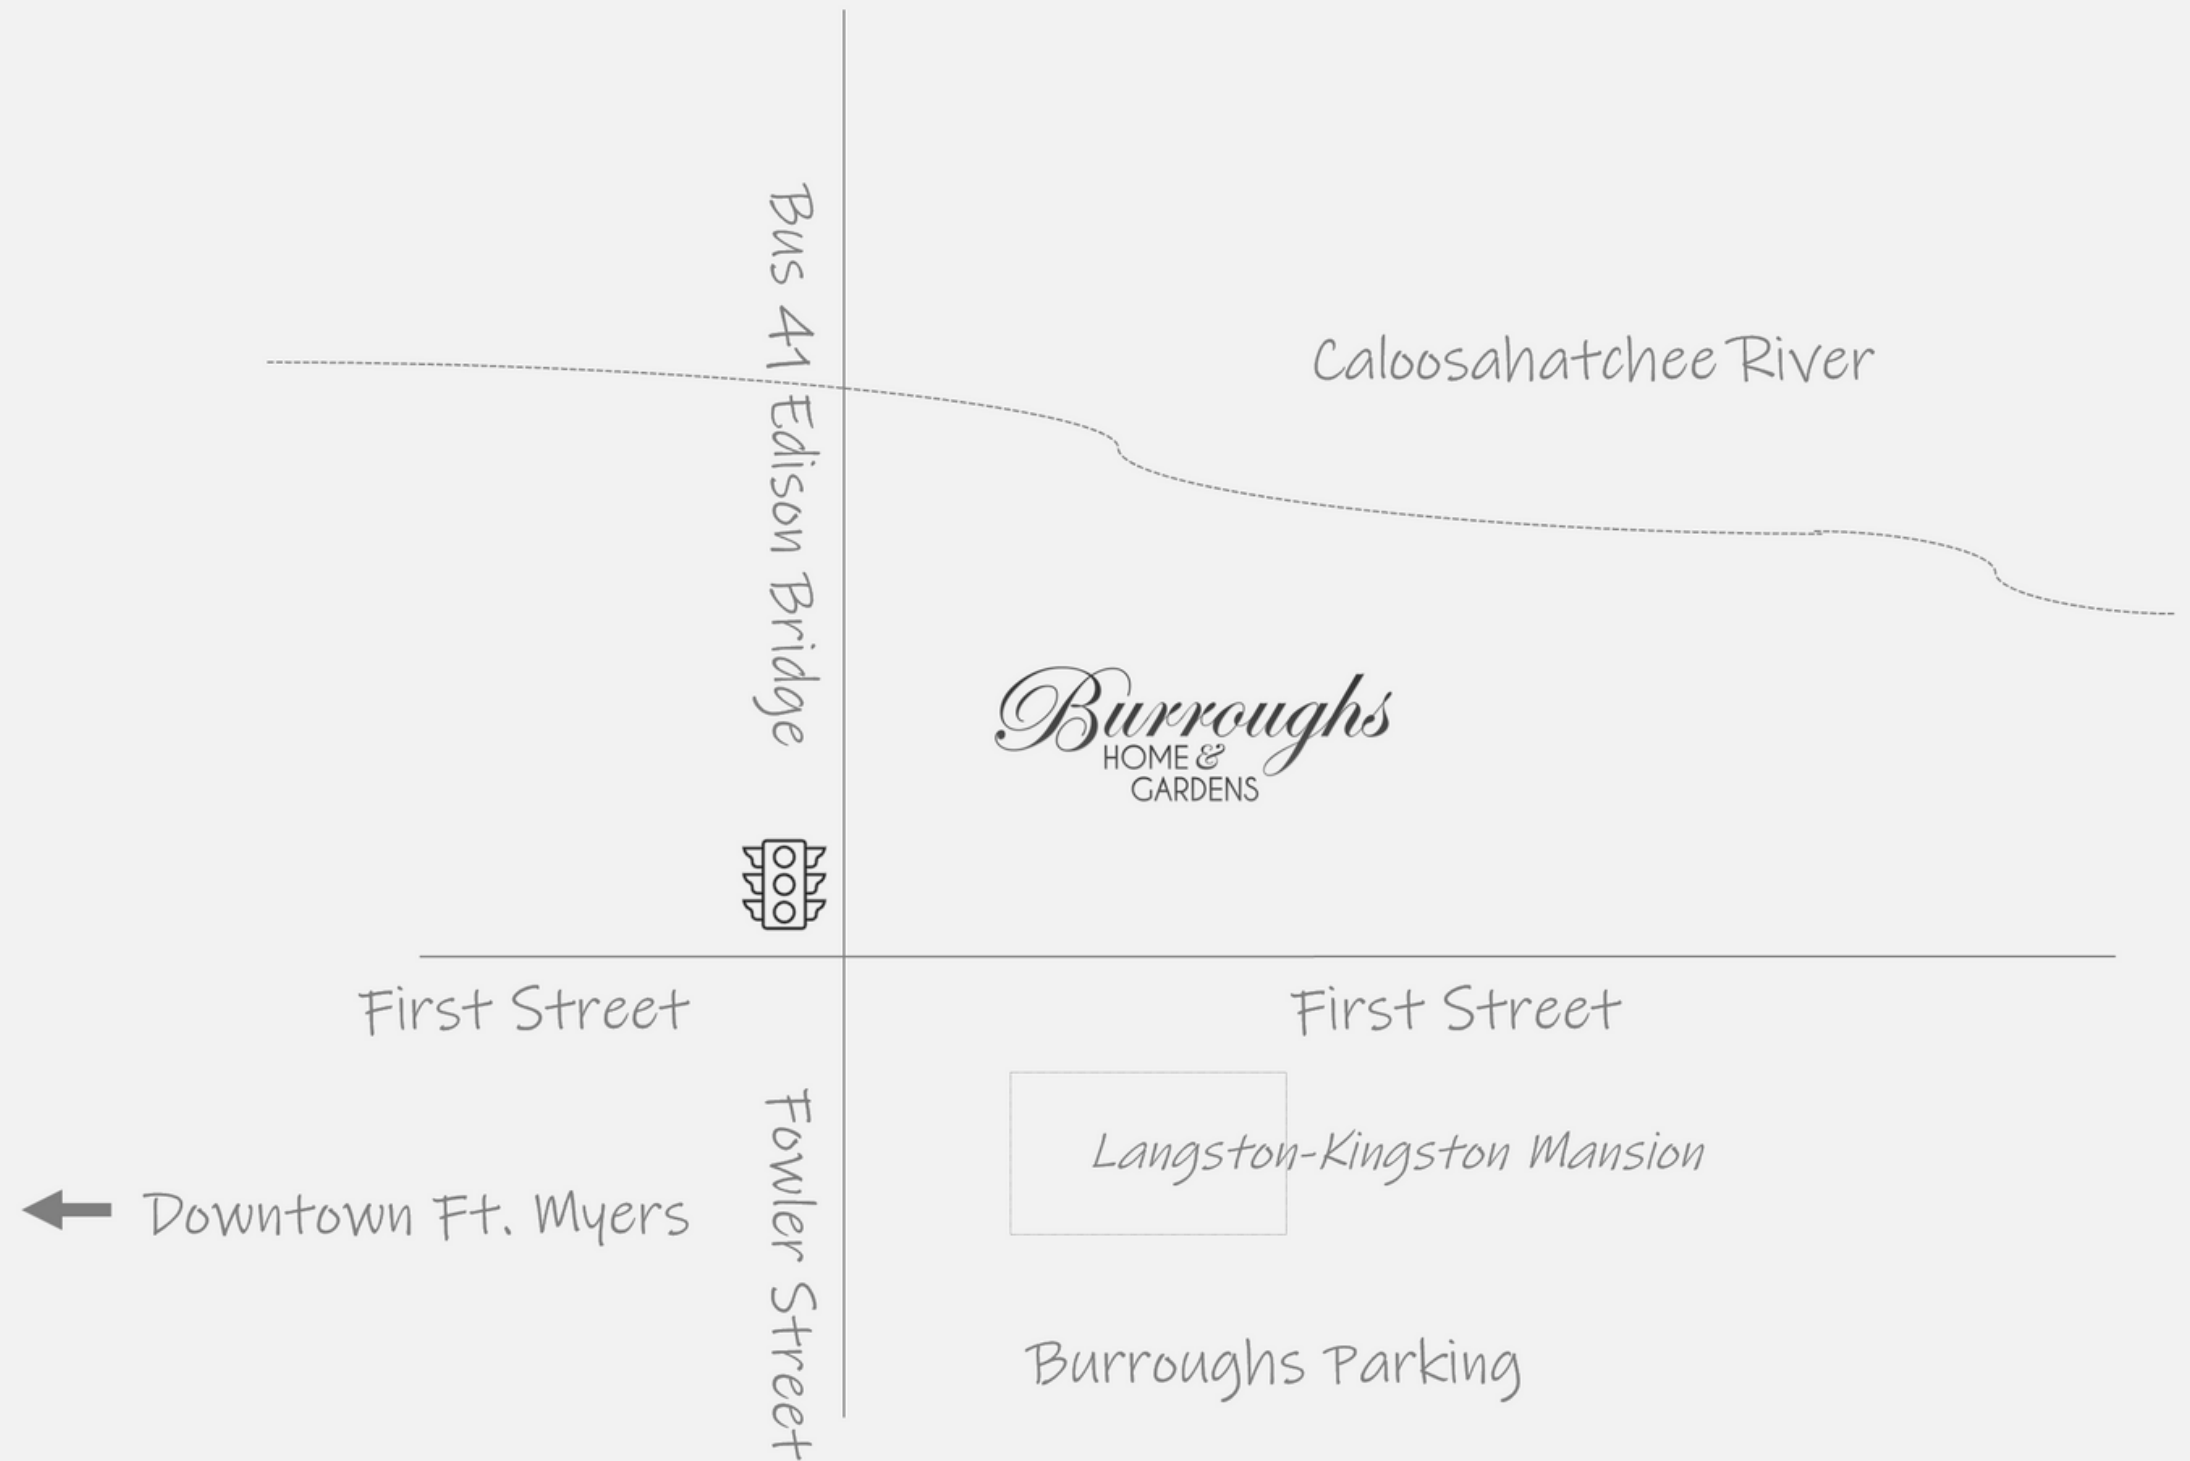 Bus 41 Edison Bridge
Caloosahatchee River
Burroughs
HOME &
GARDENS
First Street
First Street
Fowler Street
Langston-Kingston Mansion
Downtown Ft. Myers
Burroughs Parking